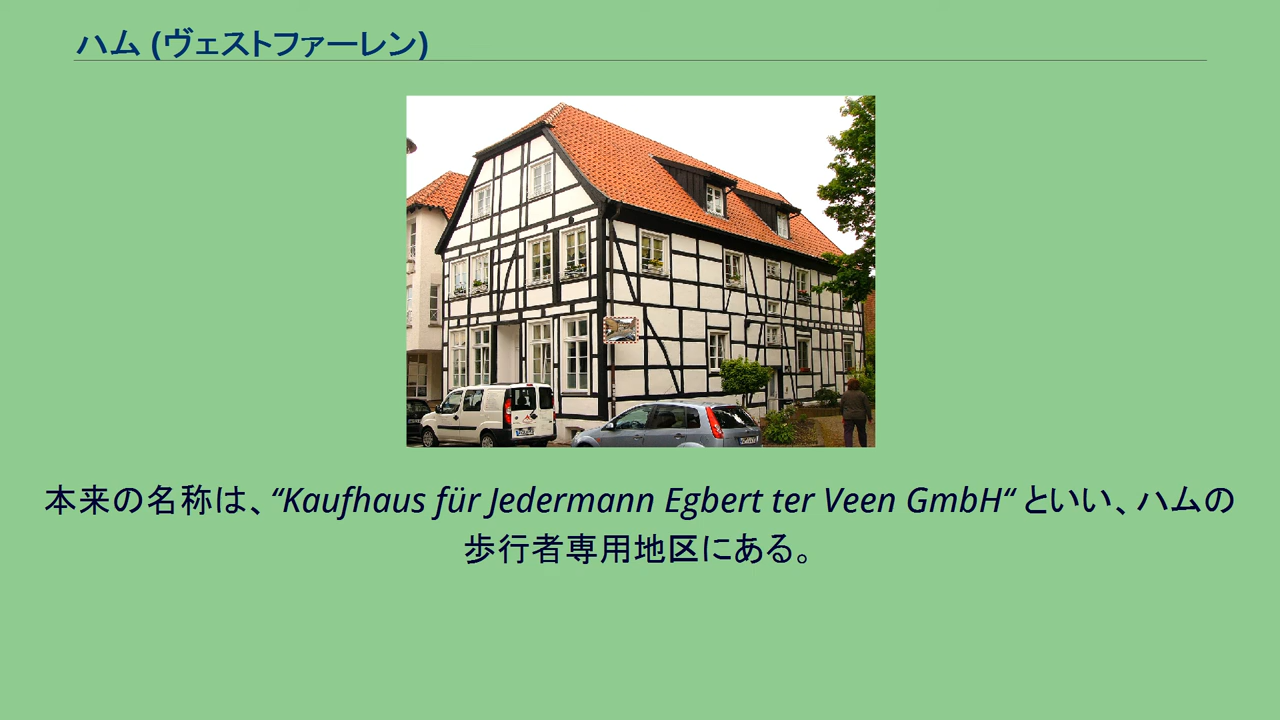 ハム (ヴェストファーレン)
本来の名称は、“Kaufhaus für Jedermann Egbert ter Veen GmbH“ といい、ハムの
歩行者専用地区にある。